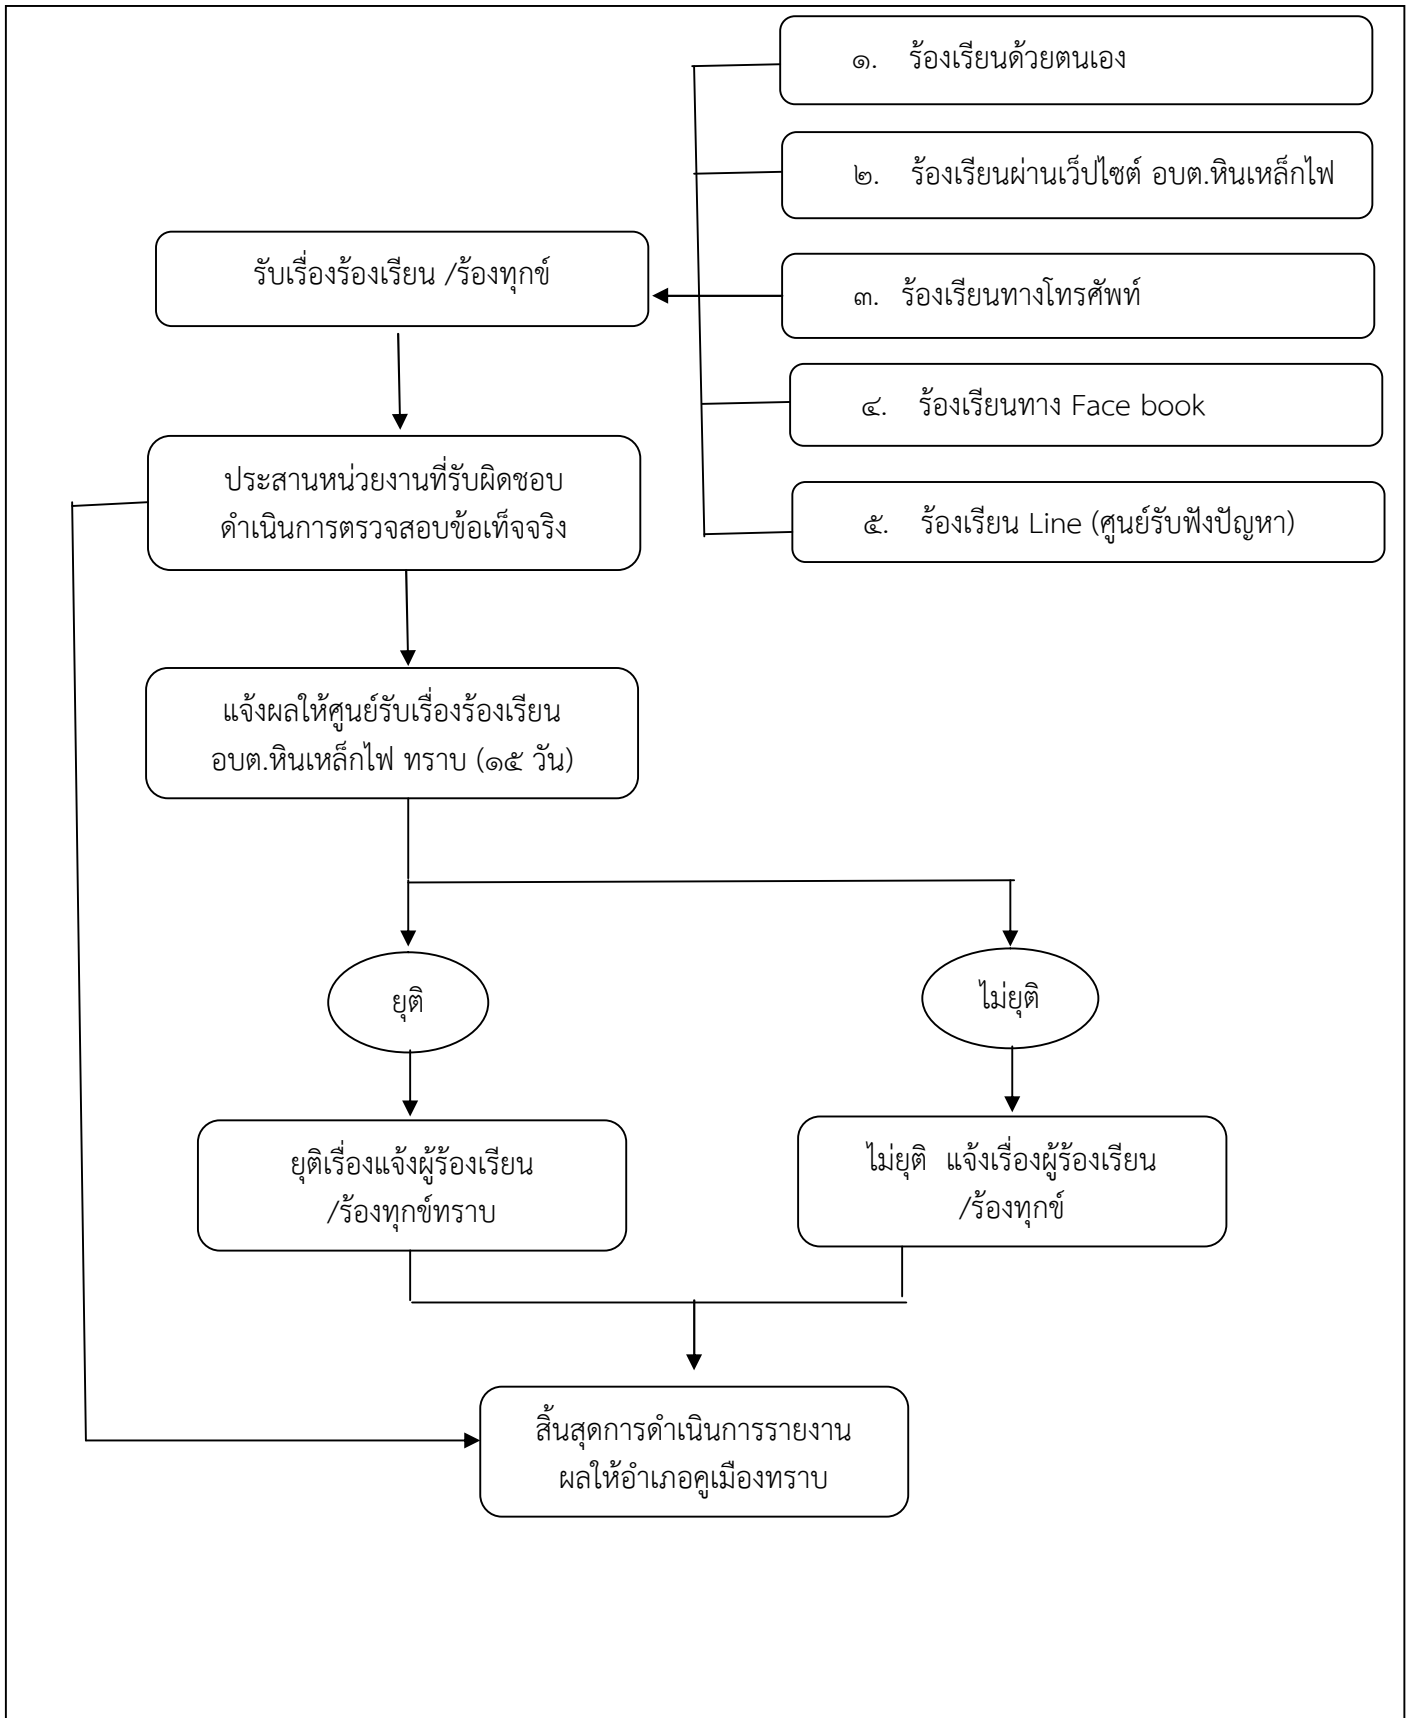 ๑. ร้องเรียนด้วยตนเอง
๒. ร้องเรียนผ่านเว็ปไซต์ อบต.หินเหล็กไฟ
รับเรื่องร้องเรียน /ร้องทุกข์
๓. ร้องเรียนทางโทรศัพท์
๔. ร้องเรียนทาง Face book
ประสานหน่วยงานที่รับผิดชอบ
ดำเนินการตรวจสอบข้อเท็จจริง
๕. ร้องเรียน Line (ศูนย์รับฟังปัญหา)
แจ้งผลให้ศูนย์รับเรื่องร้องเรียน
อบต.หินเหล็กไฟ ทราบ (๑๕ วัน)
ยุติ
ไม่ยุติ
ยุติเรื่องแจ้งผู้ร้องเรียน
/ร้องทุกข์ทราบ
ไม่ยุติ แจ้งเรื่องผู้ร้องเรียน
/ร้องทุกข์
สิ้นสุดการดำเนินการรายงาน
ผลให้อำเภอคูเมืองทราบ